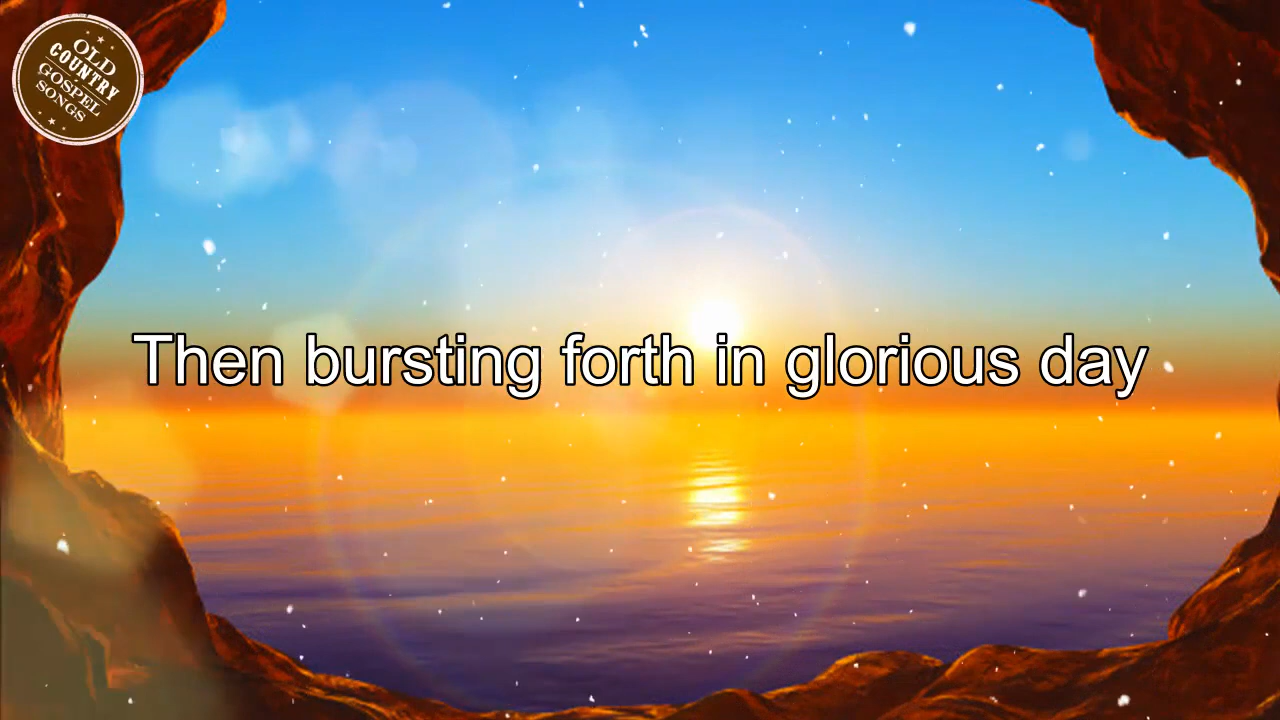 OLD
COUNTRY
GOSPEL
SONGS
Then bursting forth in glorious day